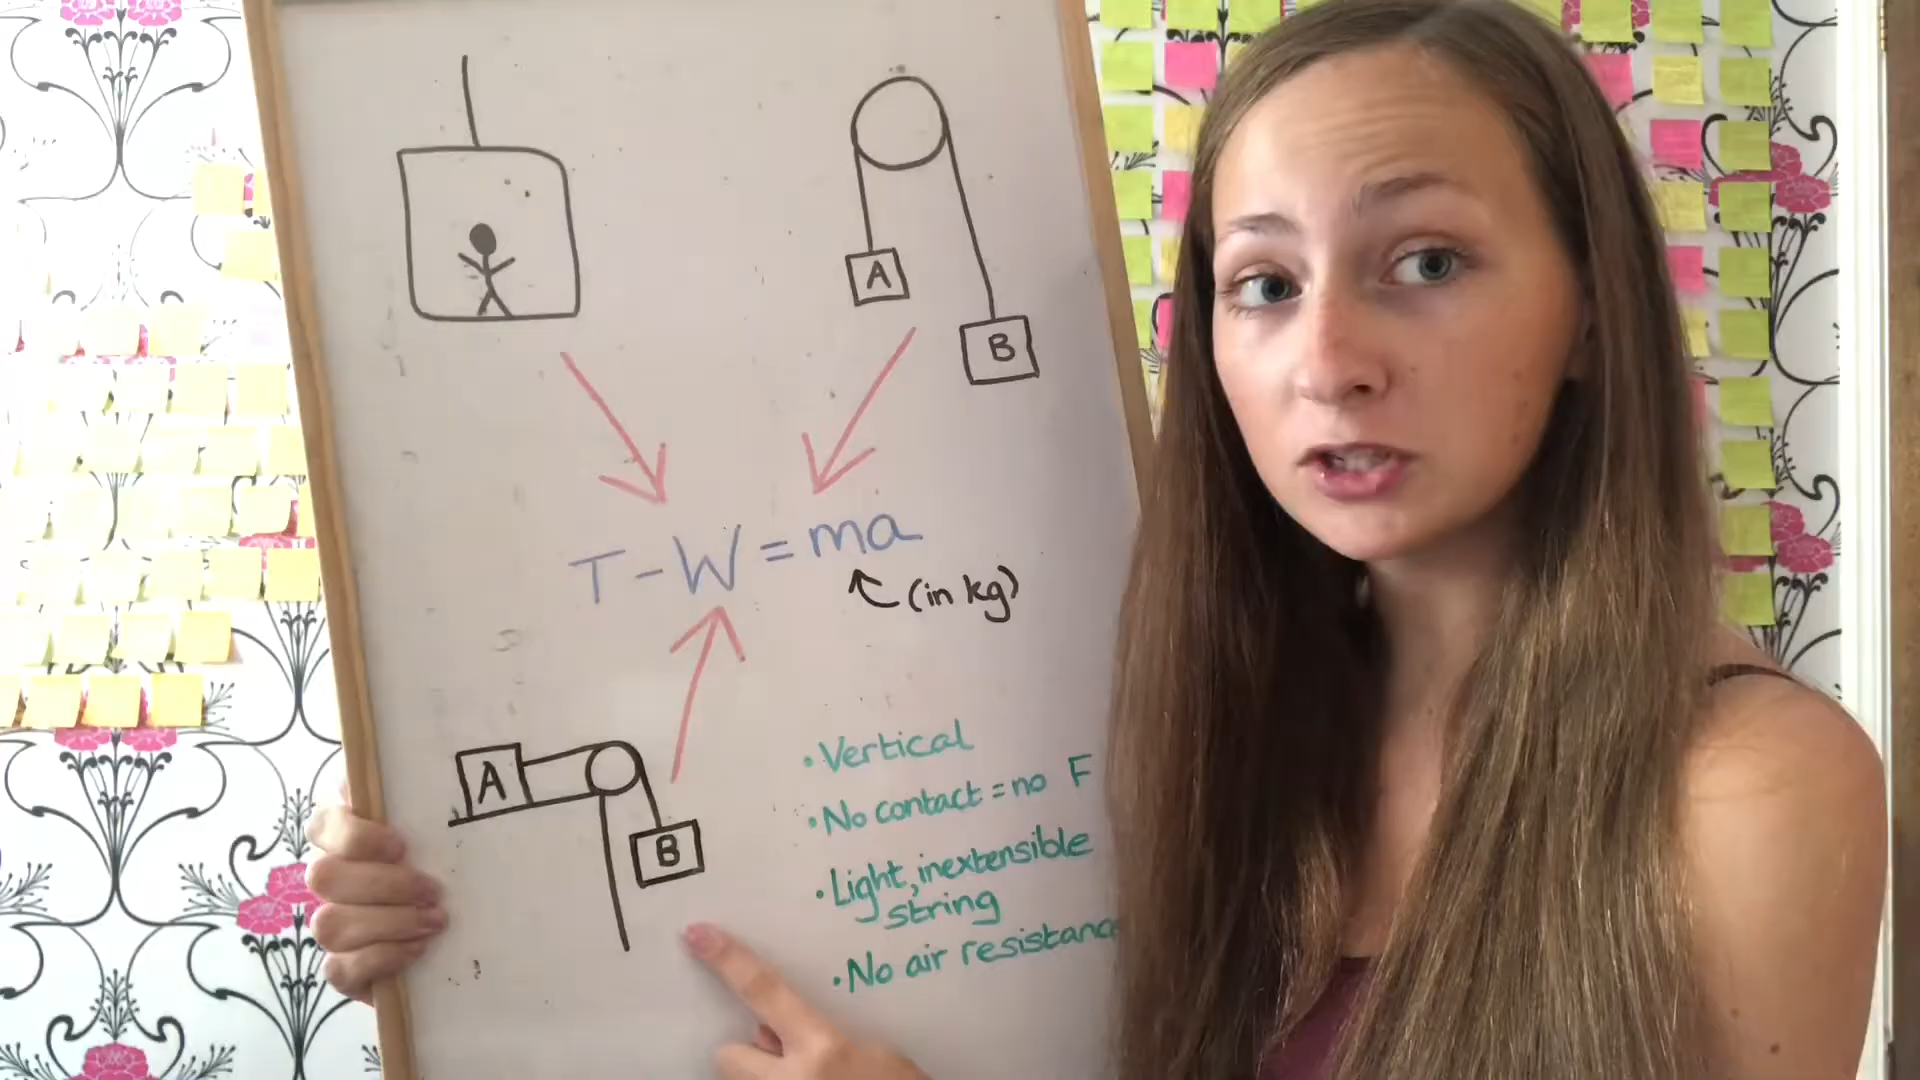 A
B
T-W=ma
(in kg)
A
B
• Vertical
• No contact = no F
• Light, inextensible
string
• No air resistanc